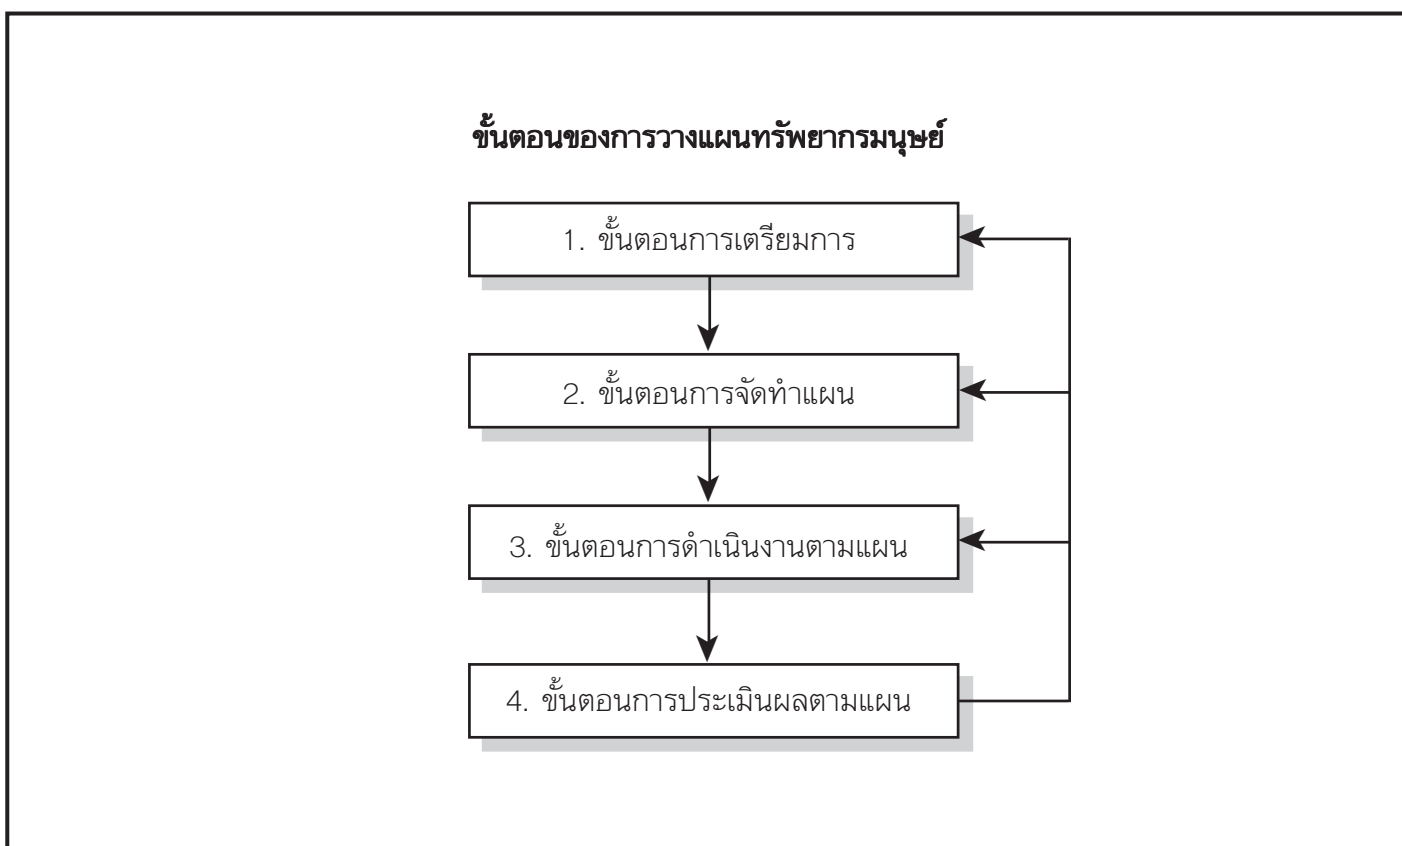 ขั้นตอนของการวางแผนทรัพยากรมนุษย์
1. ขั้นตอนการเตรียมการ
2. ขั้นตอนการจัดทำแผน
3. ขั้นตอนการดำเนินงานตามแผน
4. ขั้นตอนการประเมินผลตามแผน